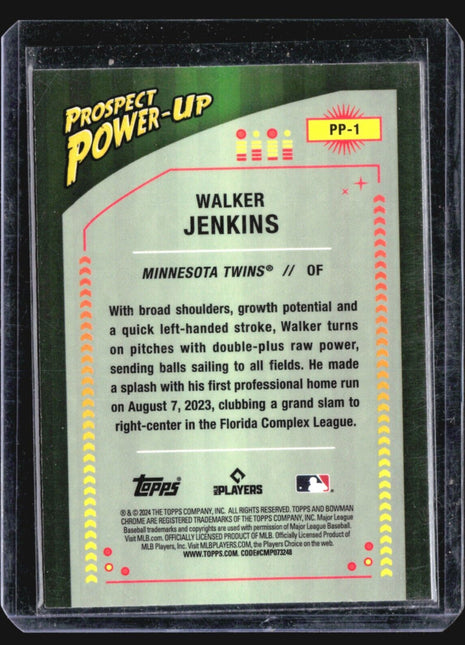 PROSPECT
POWER-UP
PP-1
WALKER
JENKINS
MINNESOTA TWINS® // OF
With broad shoulders, growth potential and
a quick left-handed stroke, Walker turns
on pitches with double-plus raw power,
sending balls sailing to all fields. He made
a splash with his first professional home run
on August 7, 2023, clubbing a grand slam to
right-center in the Florida Complex League.
topps
MLB PLAYERS
® & © 2024 THE TOPPS COMPANY, INC. ALL RIGHTS RESERVED. TOPPS AND BOWMAN
CHROME ARE REGISTERED TRADEMARKS OF THE TOPPS COMPANY, INC. Major League
Baseball trademarks and copyrights are used with permission of Major League Baseball.
Visit MLB.com. OFFICIALLY LICENSED PRODUCT OF MLB. Officially Licensed Product of
MLB Players, Inc. Visit MLBPLAYERS.com, the Players Choice on the web.
WWW.TOPPS.COM. CODE#CMP073248